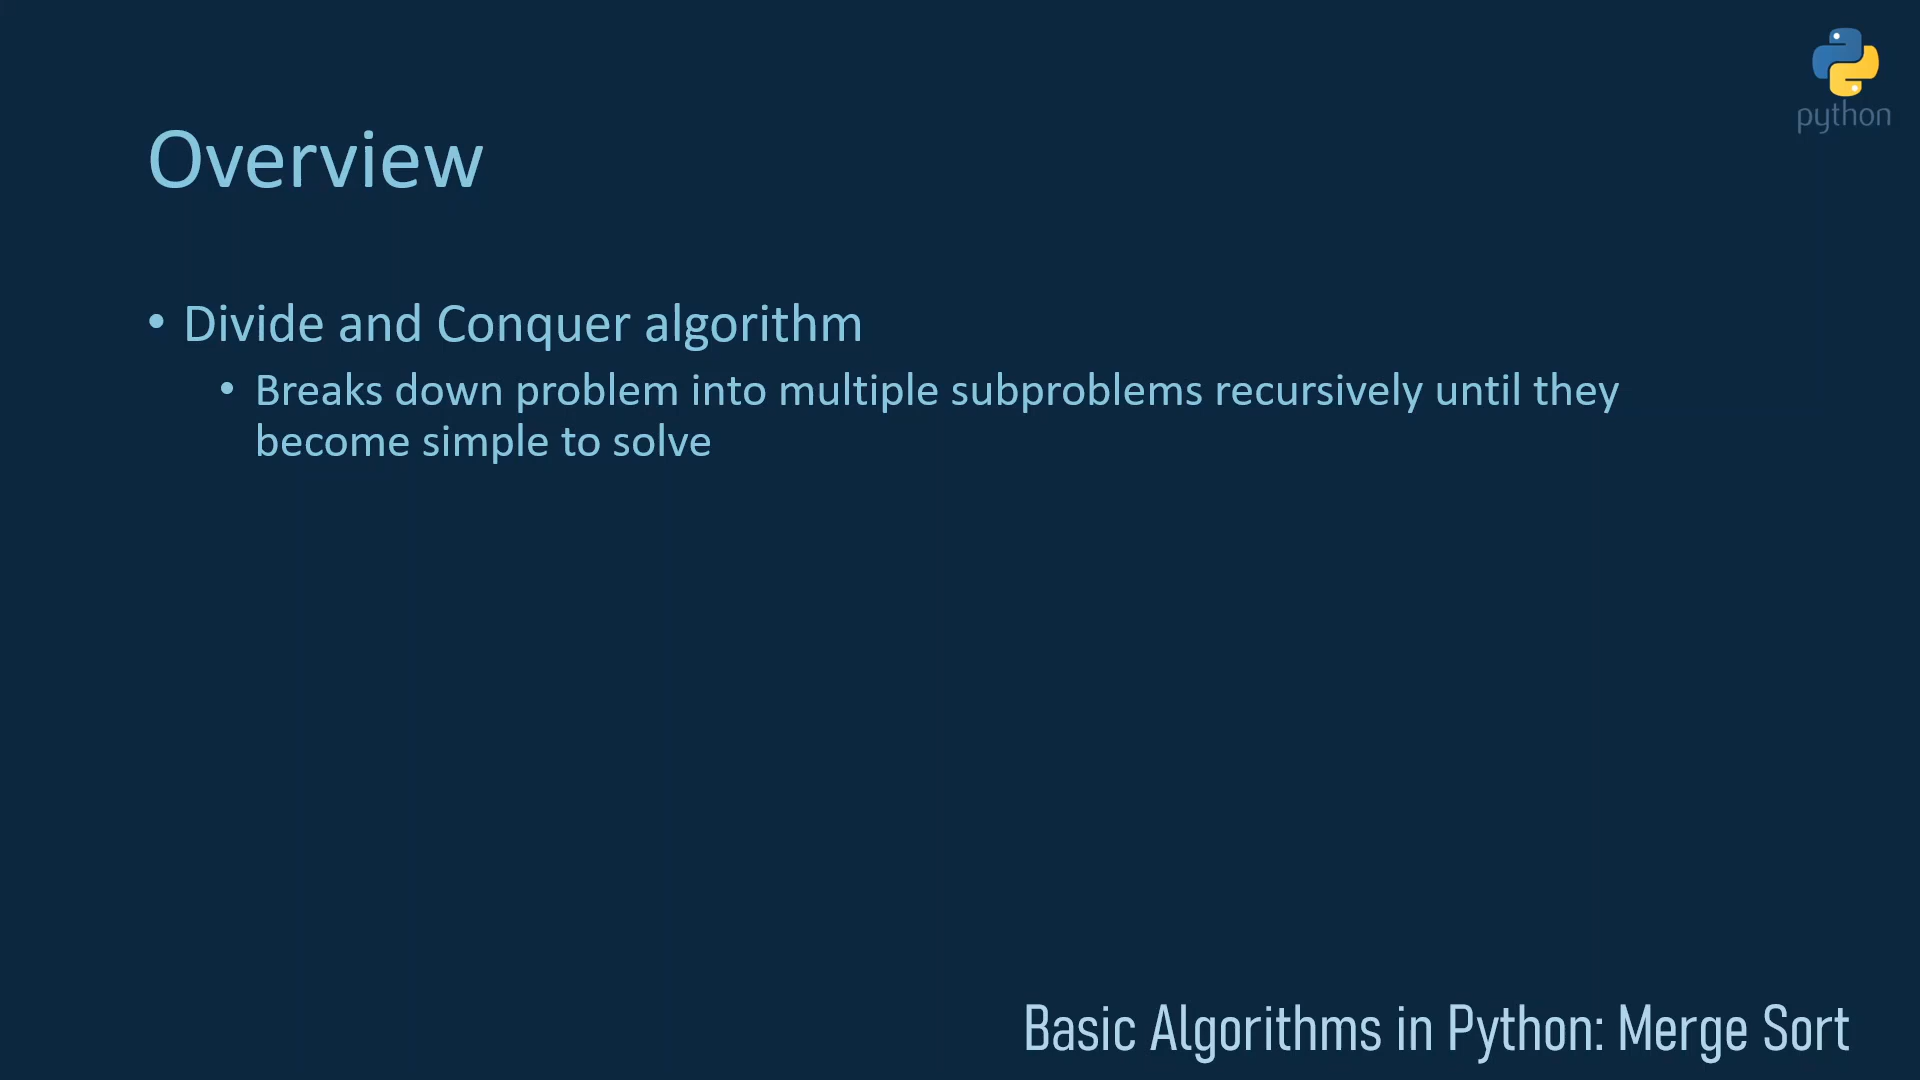 python
Overview
• Divide and Conquer algorithm
• Breaks down problem into multiple subproblems recursively until they
become simple to solve
Basic Algorithms in Python: Merge Sort